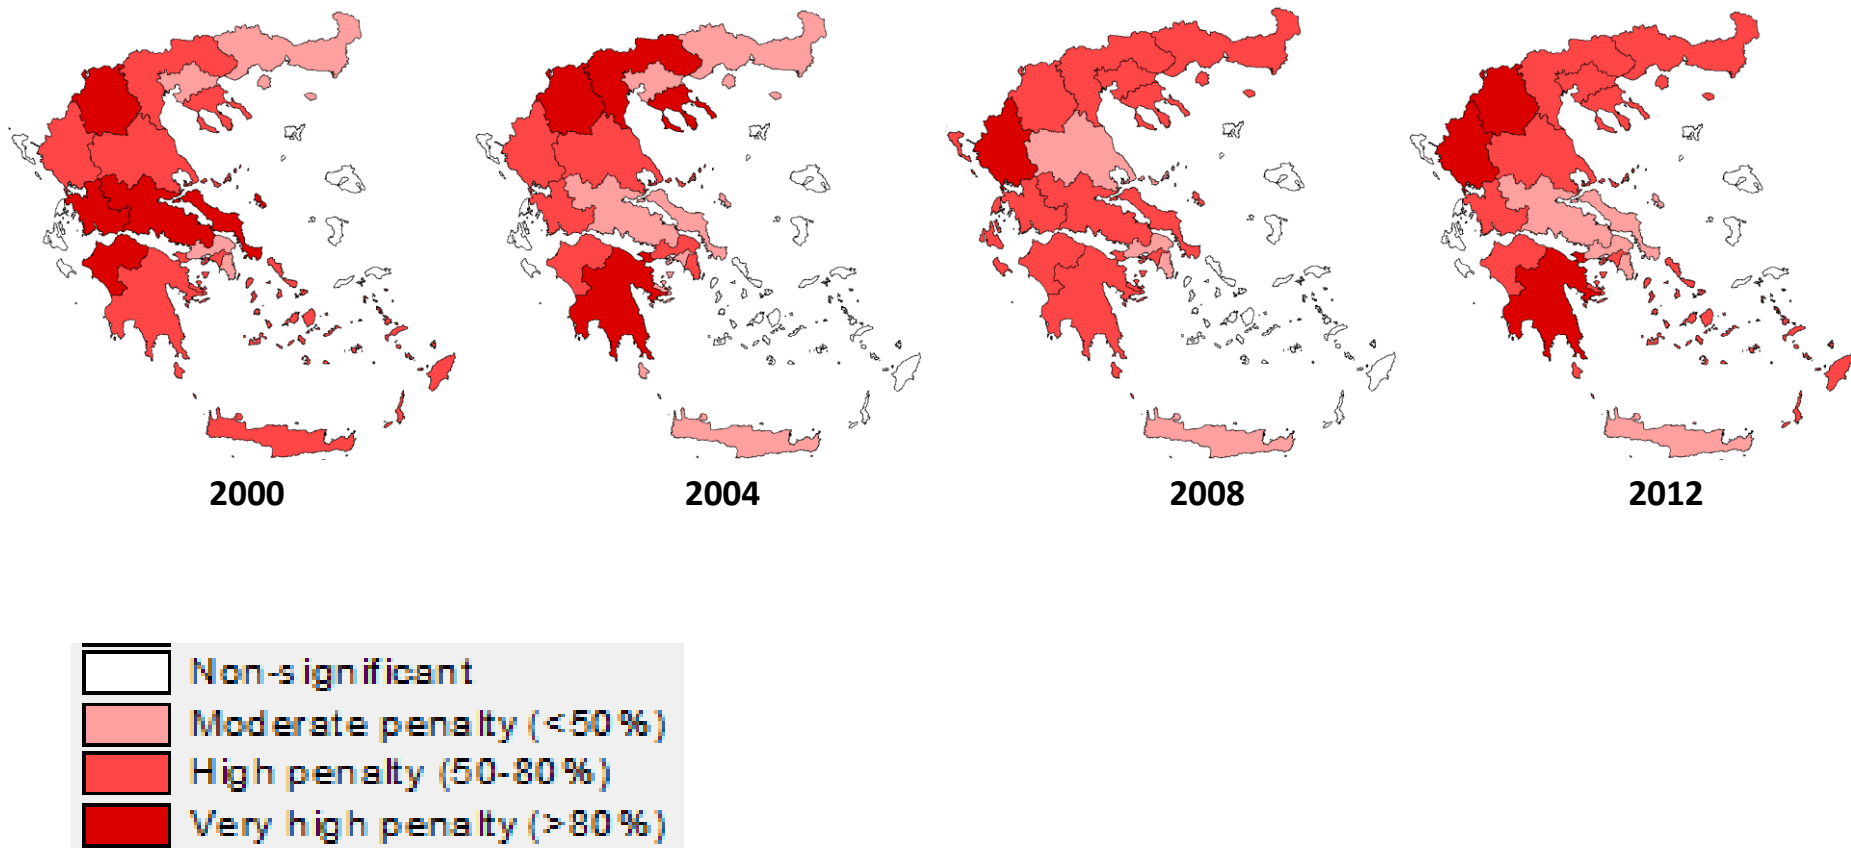 2000
2004
2008
2012
Non-significant
Moderate penalty (<50%)
High penalty (50-80%)
Very high penalty (>80%)